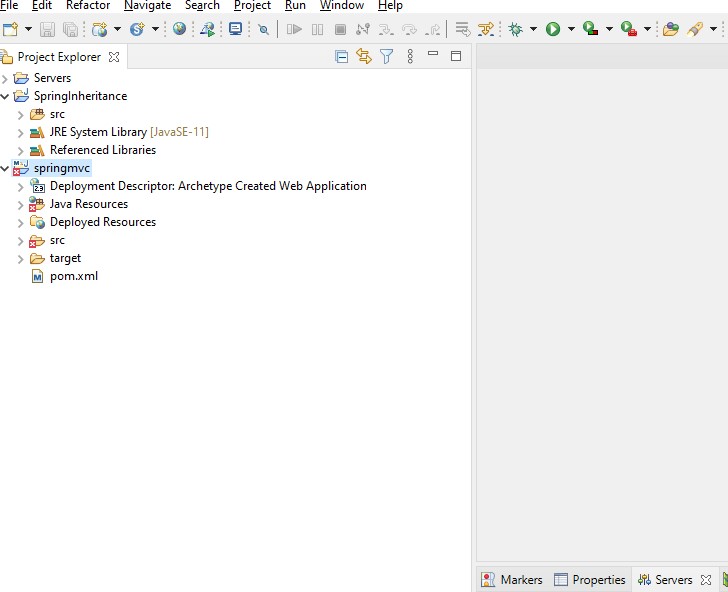 File Edit Refactor Navigate Search Project Run Window Help
Project Explorer
Servers
SpringInheritance
src
JRE System Library [JavaSE-11]
Referenced Libraries
springmvc
Deployment Descriptor: Archetype Created Web Application
Java Resources
Deployed Resources
src
target
pom.xml
Markers Properties Servers